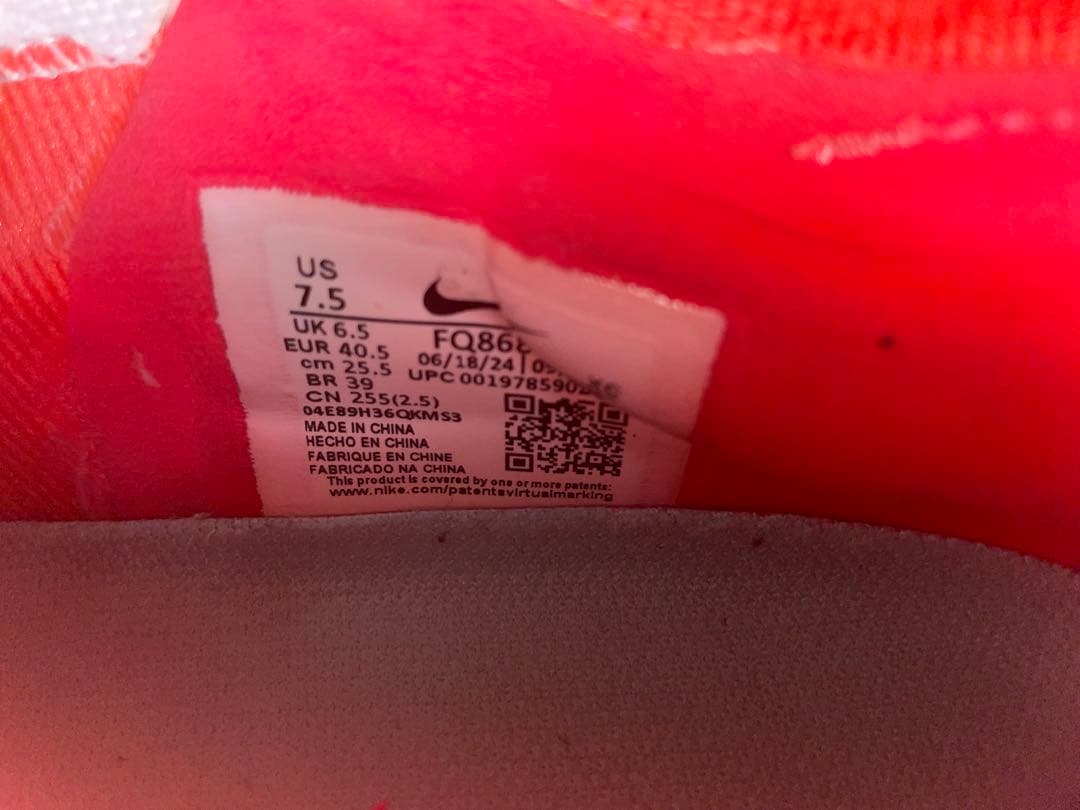 US
7.5
UK 6.5
EUR 40.5
cm 25.5
BR 39
CN 255(2.5)
04E89H36QKMS3
MADE IN CHINA
HECHO EN CHINA
FABRIQUE EN CHINE
FABRICADO NA CHINA
06/18/24
UPC
This product is covered by one or more patents:
www.nike.com/patentsvirtualmarking